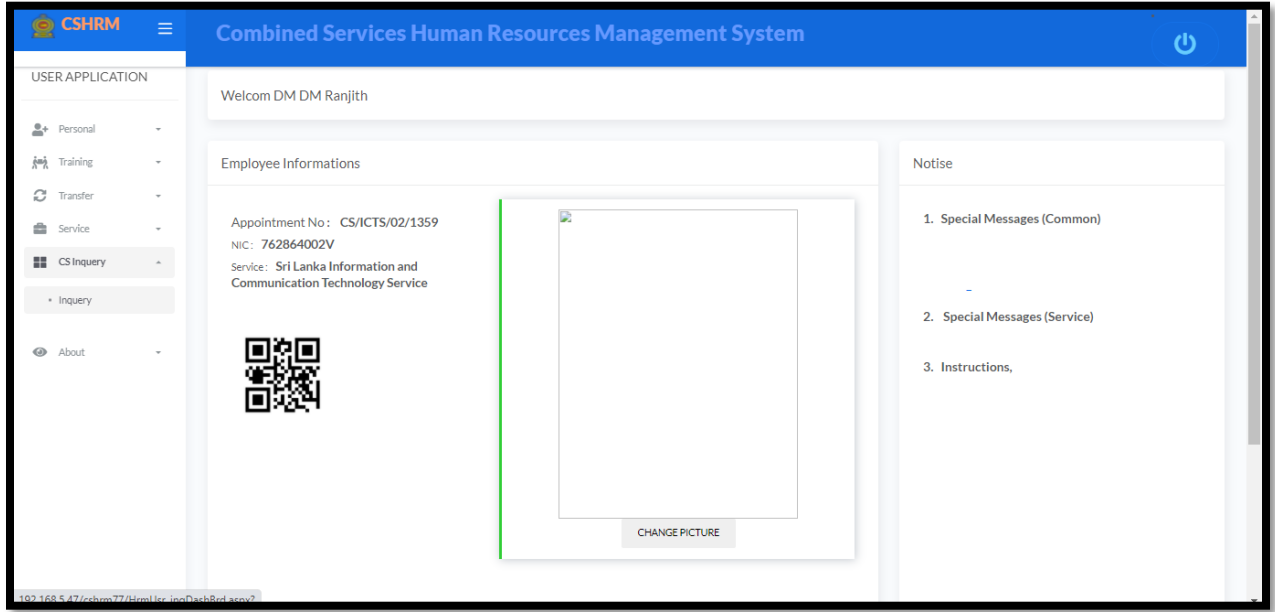 CSHRM
Combined Services Human Resources Management System
USER APPLICATION
Personal
Training
Transfer
Service
CS Inquery
Inquery
About
Welcom DM DM Ranjith
Employee Informations
Appointment No : CS/ICTS/02/1359
NIC : 762864002V
Service : Sri Lanka Information and
Communication Technology Service
CHANGE PICTURE
Notise
1. Special Messages (Common)
2. Special Messages (Service)
3. Instructions,
192.168.5.47/cshrm77/HrmUsr_inqDashBrd.aspx?